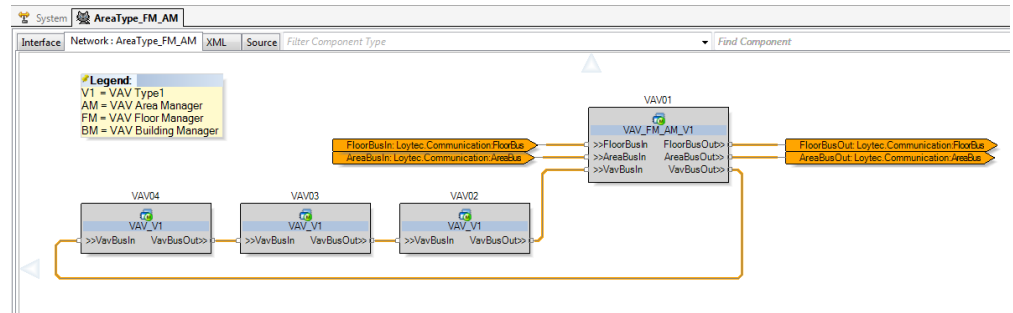 System AreaType_FM_AM
Interface Network : AreaType_FM_AM XML Source Filter Component Type Find Component
Legend:
V1 = VAV Type1
AM = VAV Area Manager
FM = VAV Floor Manager
BM = VAV Building Manager
VAV01
VAV_FM_AM_V1
FloorBusIn: Loytec.Communication:FloorBus >>FloorBusIn FloorBusOut>> FloorBusOut: Loytec.Communication:FloorBus
AreaBusIn: Loytec.Communication:AreaBus >>AreaBusIn AreaBusOut>> AreaBusOut: Loytec.Communication:AreaBus
>>VavBusIn VavBusOut>>
VAV04 VAV03 VAV02
VAV_V1 VAV_V1 VAV_V1
>>VavBusIn VavBusOut>> >>VavBusIn VavBusOut>> >>VavBusIn VavBusOut>>